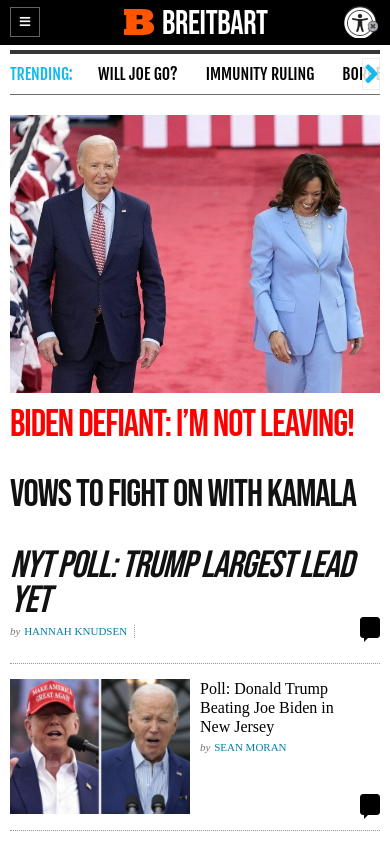 BREITBART
TRENDING: WILL JOE GO? IMMUNITY RULING
BIDEN DEFIANT: I'M NOT LEAVING!
VOWS TO FIGHT ON WITH KAMALA
NYT POLL: TRUMP LARGEST LEAD
YET
by HANNAH KNUDSEN
MAKE AMERICA
GREAT AGAIN
Poll: Donald Trump
Beating Joe Biden in
New Jersey
by SEAN MORAN